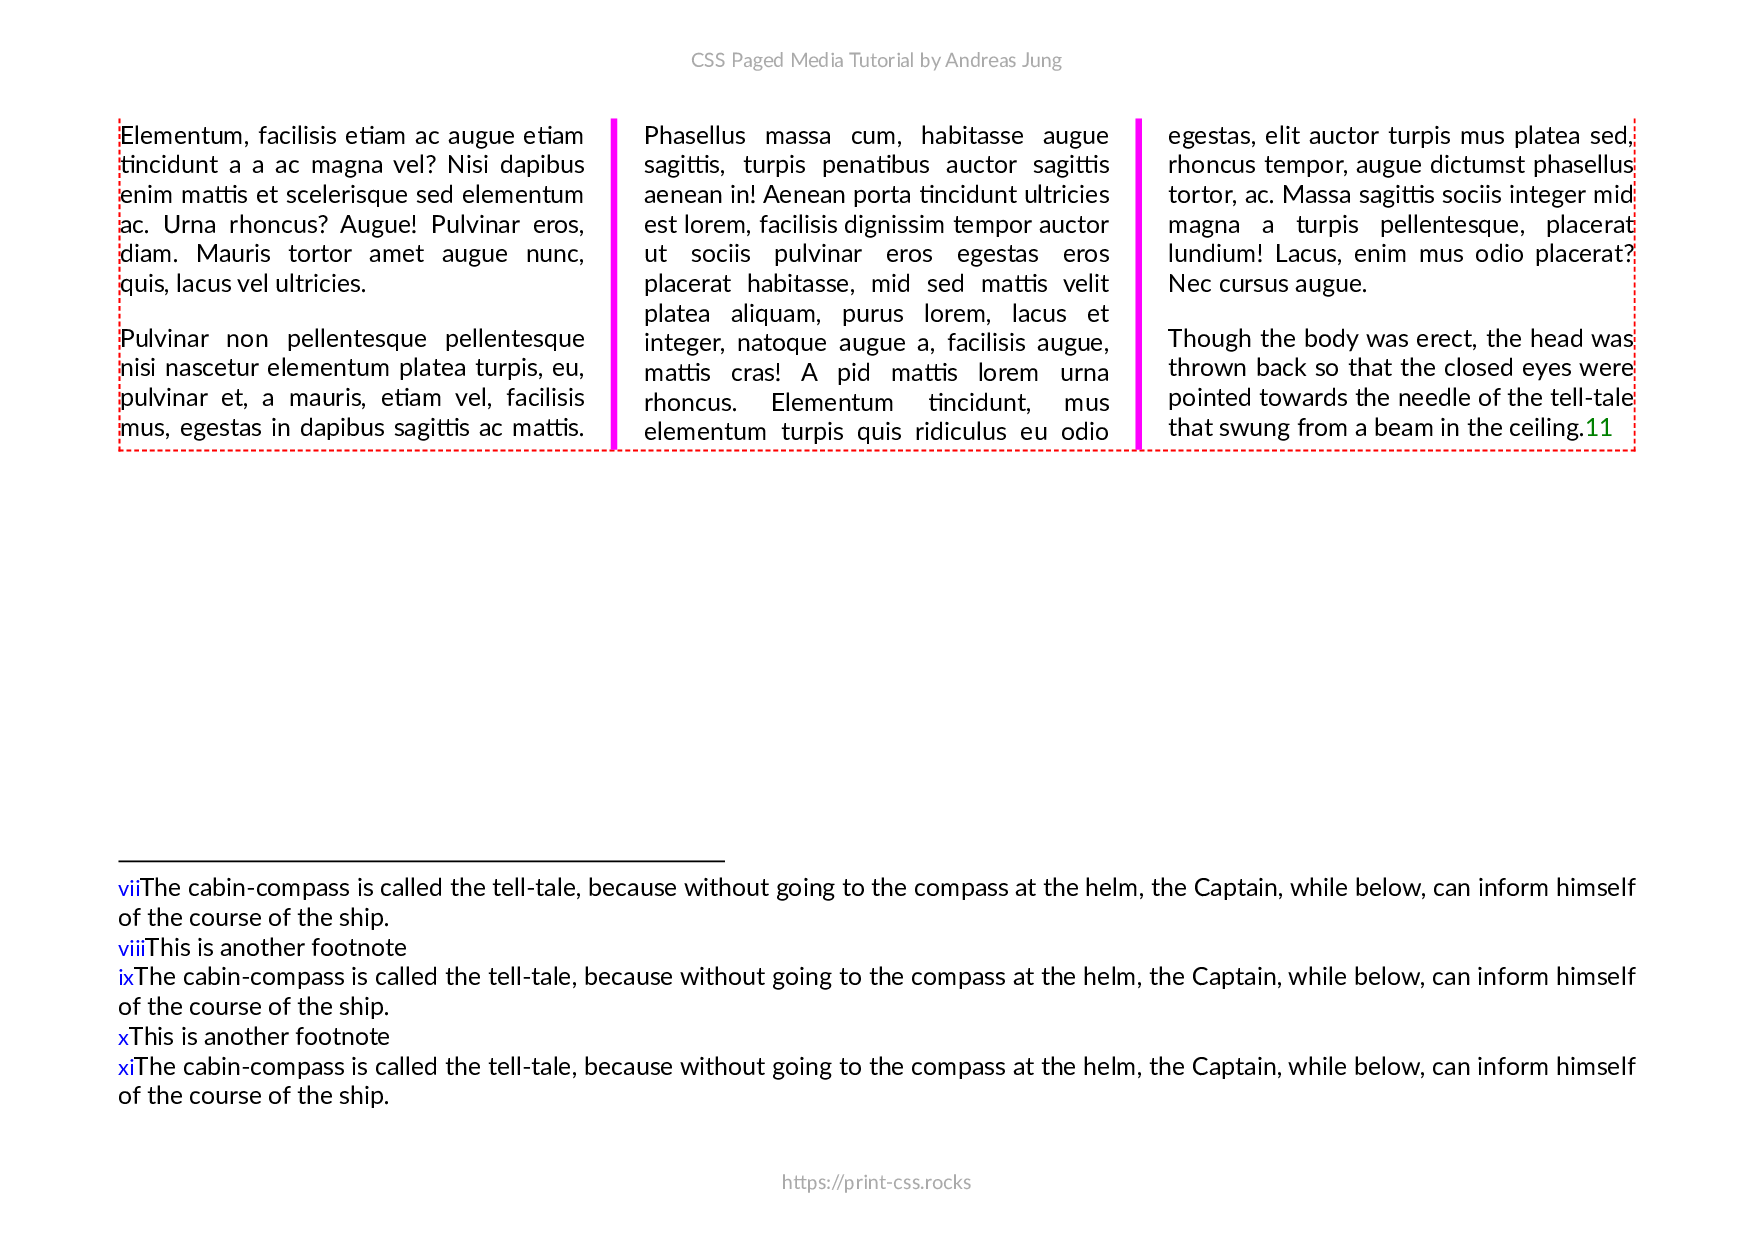 CSS Paged Media Tutorial by Andreas Jung
Elementum, facilisis etiam ac augue etiam
tincidunt a a ac magna vel? Nisi dapibus
enim mattis et scelerisque sed elementum
ac. Urna rhoncus? Augue! Pulvinar eros,
diam. Mauris tortor amet augue nunc,
quis, lacus vel ultricies.
Pulvinar non pellentesque pellentesque
nisi nascetur elementum platea turpis, eu,
pulvinar et, a mauris, etiam vel, facilisis
mus, egestas in dapibus sagittis ac mattis.
Phasellus massa cum, habitasse augue
sagittis, turpis penatibus auctor sagittis
aenean in! Aenean porta tincidunt ultricies
est lorem, facilisis dignissim tempor auctor
ut sociis pulvinar eros egestas eros
placerat habitasse, mid sed mattis velit
platea aliquam, purus lorem, lacus et
integer, natoque augue a, facilisis augue,
mattis cras! A pid mattis lorem urna
rhoncus. Elementum tincidunt, mus
elementum turpis quis ridiculus eu odio
egestas, elit auctor turpis mus platea sed,
rhoncus tempor, augue dictumst phasellus
tortor, ac. Massa sagittis sociis integer mid
magna a turpis pellentesque, placerat
lundium! Lacus, enim mus odio placerat?
Nec cursus augue.
Though the body was erect, the head was
thrown back so that the closed eyes were
pointed towards the needle of the tell-tale
that swung from a beam in the ceiling.11
viiThe cabin-compass is called the tell-tale, because without going to the compass at the helm, the Captain, while below, can inform himself
of the course of the ship.
viiiThis is another footnote
ixThe cabin-compass is called the tell-tale, because without going to the compass at the helm, the Captain, while below, can inform himself
of the course of the ship.
xThis is another footnote
xiThe cabin-compass is called the tell-tale, because without going to the compass at the helm, the Captain, while below, can inform himself
of the course of the ship.
https://print-css.rocks